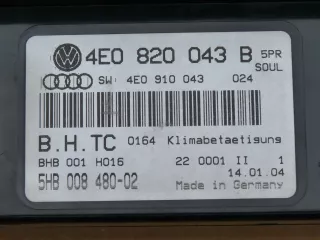 4E0 820 043 B 5PR
SOUL
SW: 4E0 910 043 024
B.H.TC 0164 Klimabetaetigung
BHB 001 H016 22 0001 II 1
14.01.04
5HB 008 480-02 Made in Germany